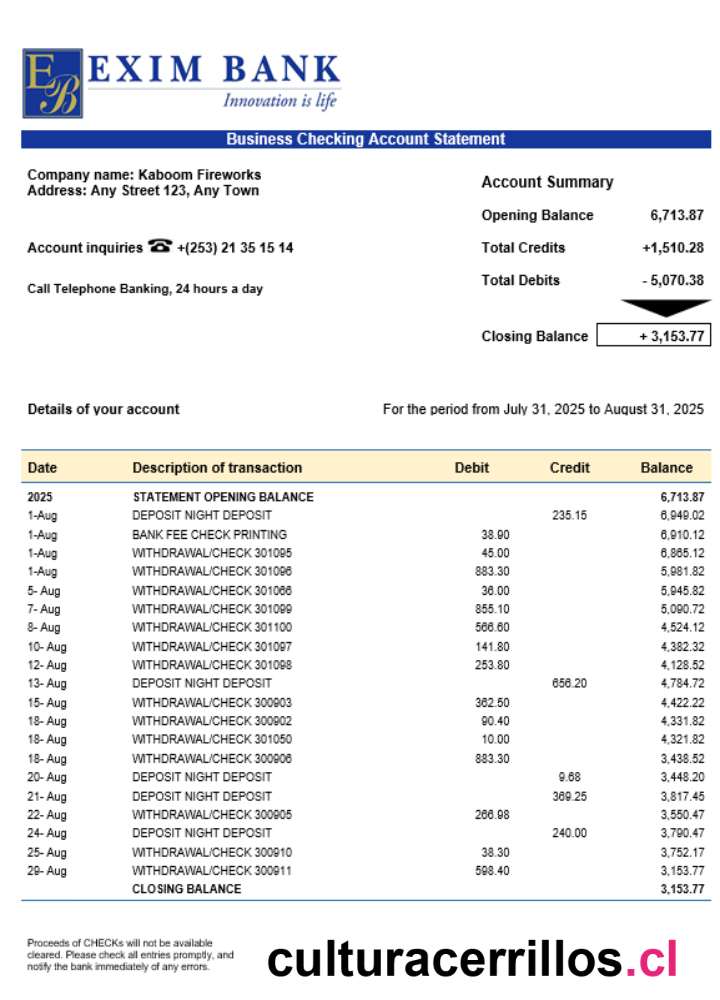 EB EXIM BANK
Innovation is life
Business Checking Account Statement
Company name: Kaboom Fireworks
Address: Any Street 123, Any Town
Account Summary
Opening Balance 6,713.87
Account inquiries ☎ +(253) 21 35 15 14 Total Credits +1,510.28
Call Telephone Banking, 24 hours a day Total Debits - 5,070.38
Closing Balance + 3,153.77
Details of your account For the period from July 31, 2025 to August 31, 2025
Date Description of transaction Debit Credit Balance
2025 STATEMENT OPENING BALANCE 6,713.87
1-Aug DEPOSIT NIGHT DEPOSIT 235.15 6,949.02
1-Aug BANK FEE CHECK PRINTING 38.90 6,910.12
1-Aug WITHDRAWAL/CHECK 301095 45.00 6,865.12
1-Aug WITHDRAWAL/CHECK 301096 883.30 5,981.82
5- Aug WITHDRAWAL/CHECK 301066 36.00 5,945.82
7- Aug WITHDRAWAL/CHECK 301099 855.10 5,090.72
8- Aug WITHDRAWAL/CHECK 301100 566.60 4,524.12
10- Aug WITHDRAWAL/CHECK 301097 141.80 4,382.32
12- Aug WITHDRAWAL/CHECK 301098 253.80 4,128.52
13- Aug DEPOSIT NIGHT DEPOSIT 656.20 4,784.72
15- Aug WITHDRAWAL/CHECK 300903 362.50 4,422.22
18- Aug WITHDRAWAL/CHECK 300902 90.40 4,331.82
18- Aug WITHDRAWAL/CHECK 301050 10.00 4,321.82
18- Aug WITHDRAWAL/CHECK 300906 883.30 3,438.52
20- Aug DEPOSIT NIGHT DEPOSIT 9.68 3,448.20
21- Aug DEPOSIT NIGHT DEPOSIT 369.25 3,817.45
22- Aug WITHDRAWAL/CHECK 300905 266.98 3,550.47
24- Aug DEPOSIT NIGHT DEPOSIT 240.00 3,790.47
25- Aug WITHDRAWAL/CHECK 300910 38.30 3,752.17
29- Aug WITHDRAWAL/CHECK 300911 598.40 3,153.77
CLOSING BALANCE 3,153.77
Proceeds of CHECKs will not be available
cleared. Please check all entries promptly, and
notify the bank immediately of any errors.
culturacerrillos.cl